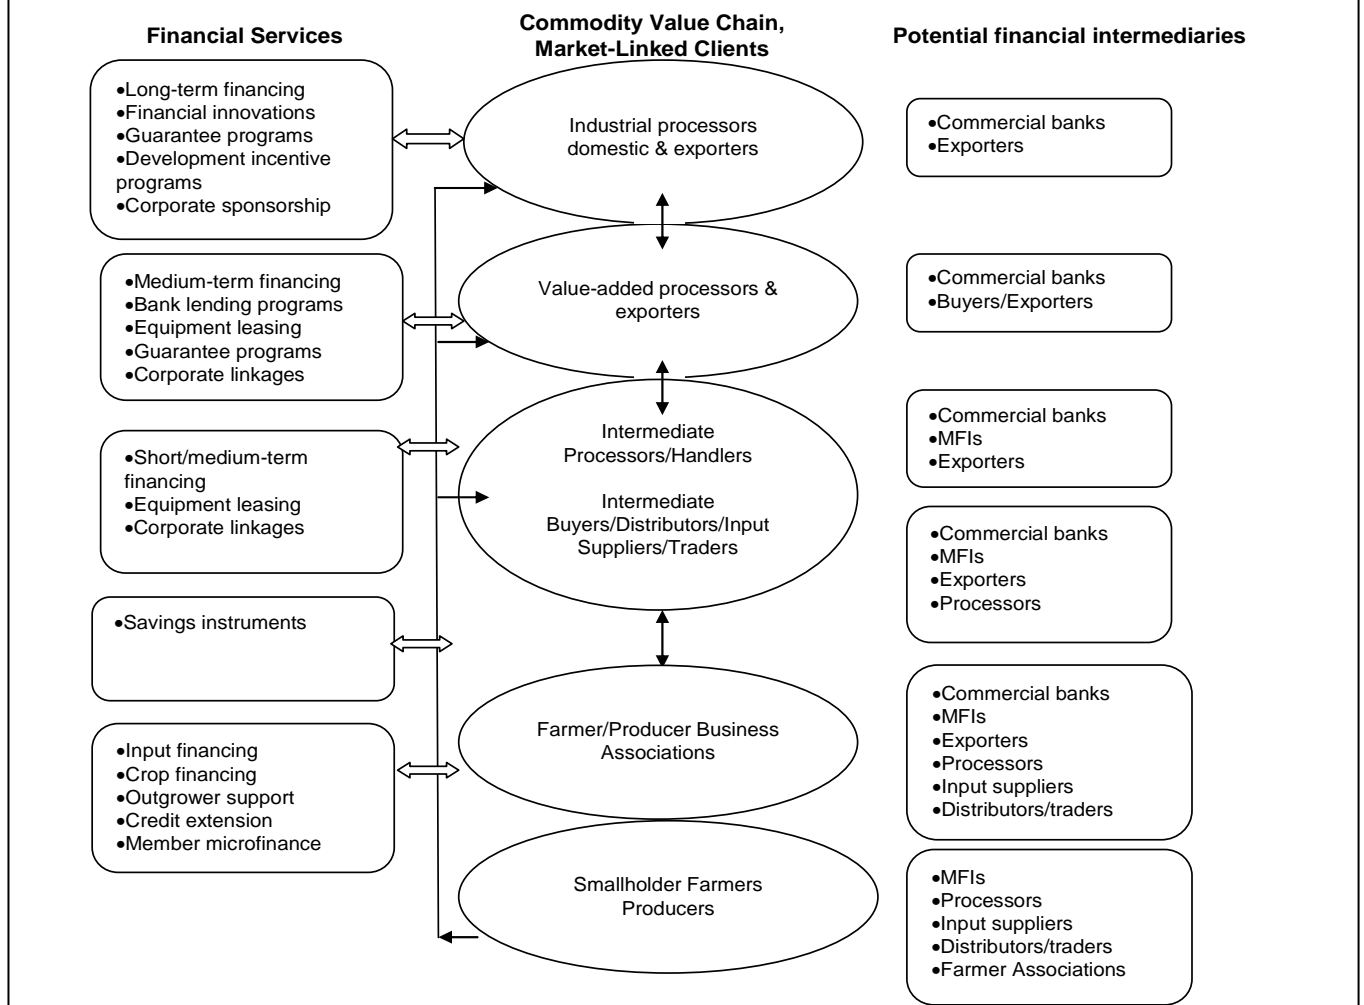 Financial Services
Commodity Value Chain,
Market-Linked Clients
Potential financial intermediaries
•Long-term financing
•Financial innovations
•Guarantee programs
•Development incentive
programs
•Corporate sponsorship
Industrial processors
domestic & exporters
•Commercial banks
•Exporters
•Medium-term financing
•Bank lending programs
•Equipment leasing
•Guarantee programs
•Corporate linkages
Value-added processors &
exporters
•Commercial banks
•Buyers/Exporters
•Short/medium-term
financing
•Equipment leasing
•Corporate linkages
Intermediate
Processors/Handlers
Intermediate
Buyers/Distributors/Input
Suppliers/Traders
•Commercial banks
•MFIs
•Exporters
•Commercial banks
•MFIs
•Exporters
•Processors
•Savings instruments
•Input financing
•Crop financing
•Outgrower support
•Credit extension
•Member microfinance
Farmer/Producer Business
Associations
•Commercial banks
•MFIs
•Exporters
•Processors
•Input suppliers
•Distributors/traders
Smallholder Farmers
Producers
•MFIs
•Processors
•Input suppliers
•Distributors/traders
•Farmer Associations